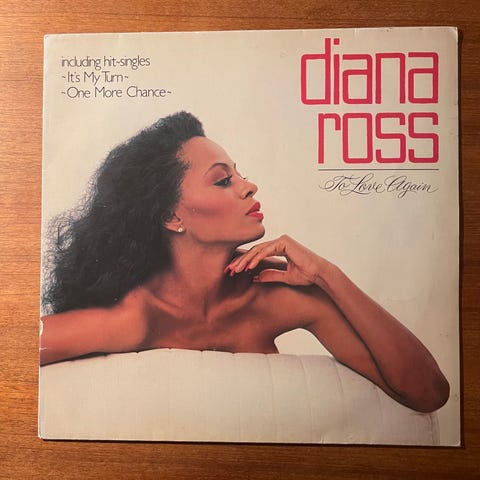 including hit-singles
~It's My Turn~
~One More Chance~
diana
ross
To Love Again